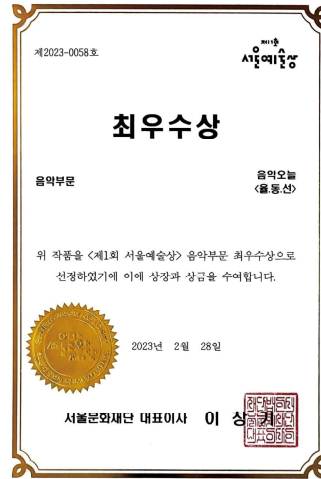 제2023-0058호
제1회
서울예술상
최우수상
음악부문
음악오늘
<율.동.선>
위 작품을 <제1회 서울예술상> 음악부문 최우수상으로
선정하였기에 이에 상장과 상금을 수여합니다.
2023년 2월 28일
서울문화재단 대표이사 이 상